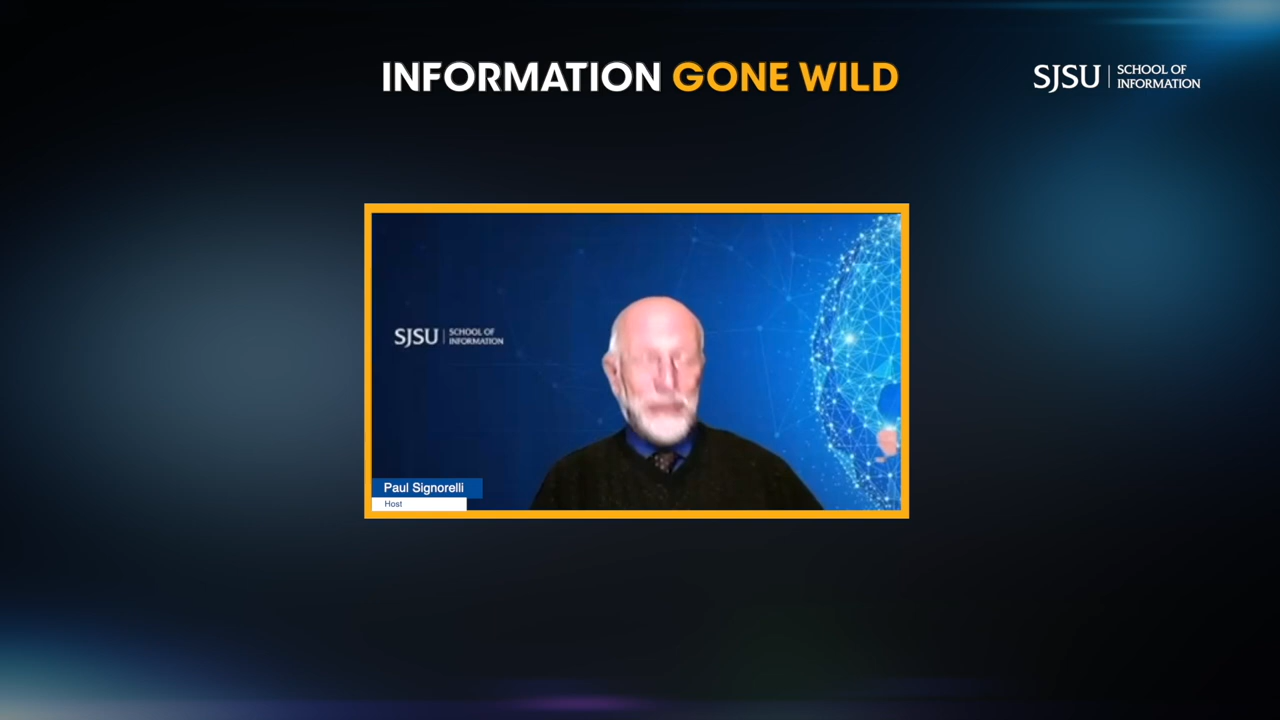 INFORMATION GONE WILD
SJSU | SCHOOL OF
INFORMATION
SJSU | SCHOOL OF
INFORMATION
Paul Signorelli
Host